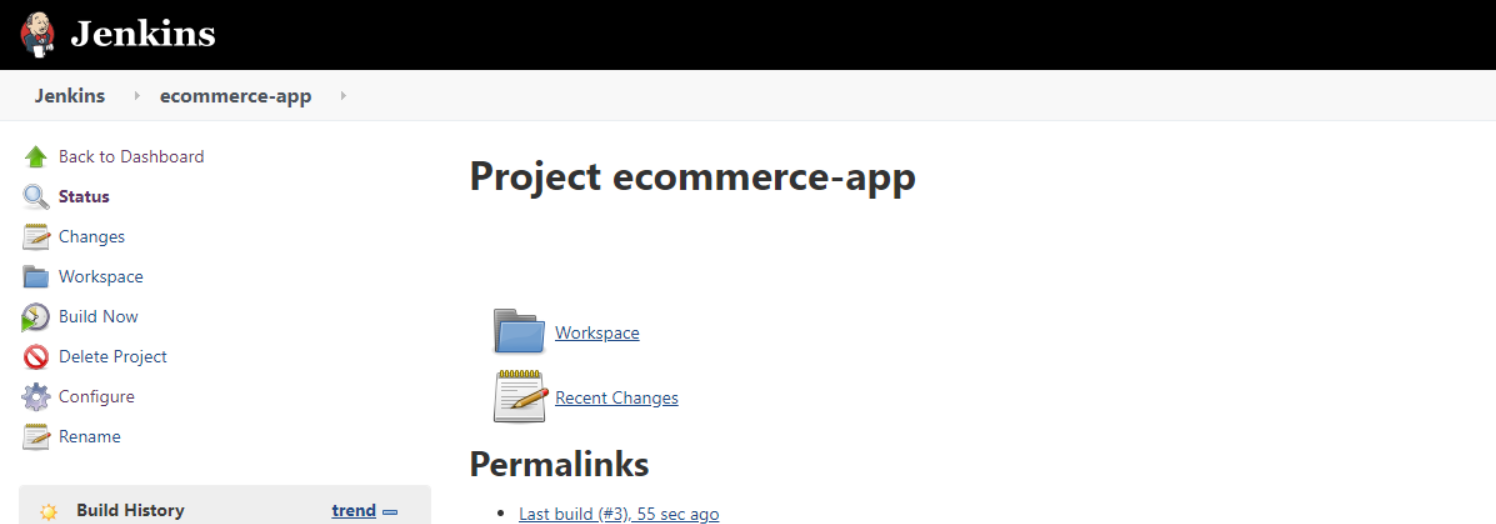 Jenkins
Jenkins ecommerce-app
Back to Dashboard
Status
Changes
Workspace
Build Now
Delete Project
Configure
Rename
Build History trend
Project ecommerce-app
Workspace
Recent Changes
Permalinks
Last build (#3), 55 sec ago